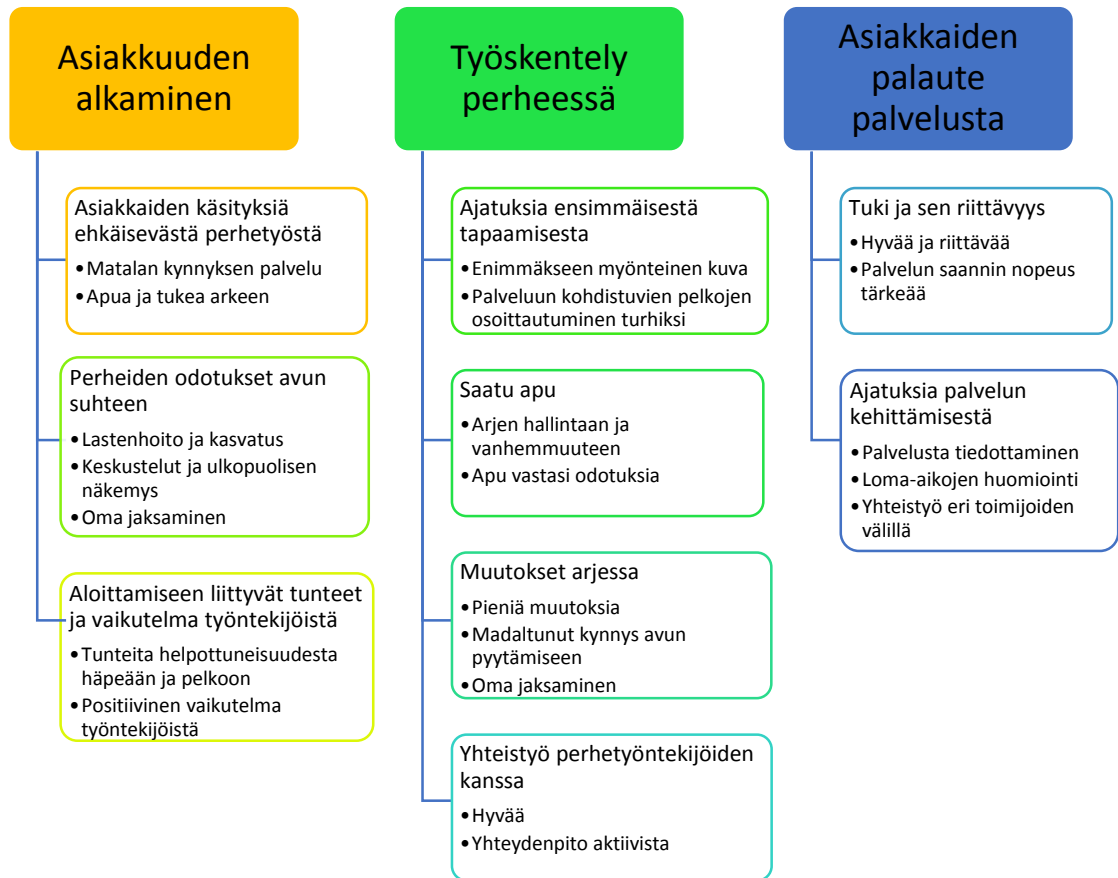 Asiakkuuden
alkaminen
Asiakkaiden käsityksiä
ehkäisevästä perhetyöstä
• Matalan kynnyksen palvelu
• Apua ja tukea arkeen
Perheiden odotukset avun
suhteen
• Lastenhoito ja kasvatus
• Keskustelut ja ulkopuolisen
näkemys
• Oma jaksaminen
Aloittamiseen liittyvät tunteet
ja vaikutelma työntekijöistä
• Tunteita helpottuneisuudesta
häpeään ja pelkoon
• Positiivinen vaikutelma
työntekijöistä
Työskentely
perheessä
Ajatuksia ensimmäisestä
tapaamisesta
• Enimmäkseen myönteinen kuva
• Palveluun kohdistuvien pelkojen
osoittautuminen turhiksi
Saatu apu
• Arjen hallintaan ja
vanhemmuuteen
• Apu vastasi odotuksia
Muutokset arjessa
• Pieniä muutoksia
• Madaltunut kynnys avun
pyytämiseen
• Oma jaksaminen
Yhteistyö perhetyöntekijöiden
kanssa
• Hyvää
• Yhteydenpito aktiivista
Asiakkaiden
palaute
palvelusta
Tuki ja sen riittävyys
• Hyvää ja riittävää
• Palvelun saannin nopeus
tärkeää
Ajatuksia palvelun
kehittämisestä
• Palvelusta tiedottaminen
• Loma-aikojen huomiointi
• Yhteistyö eri toimijoiden
välillä